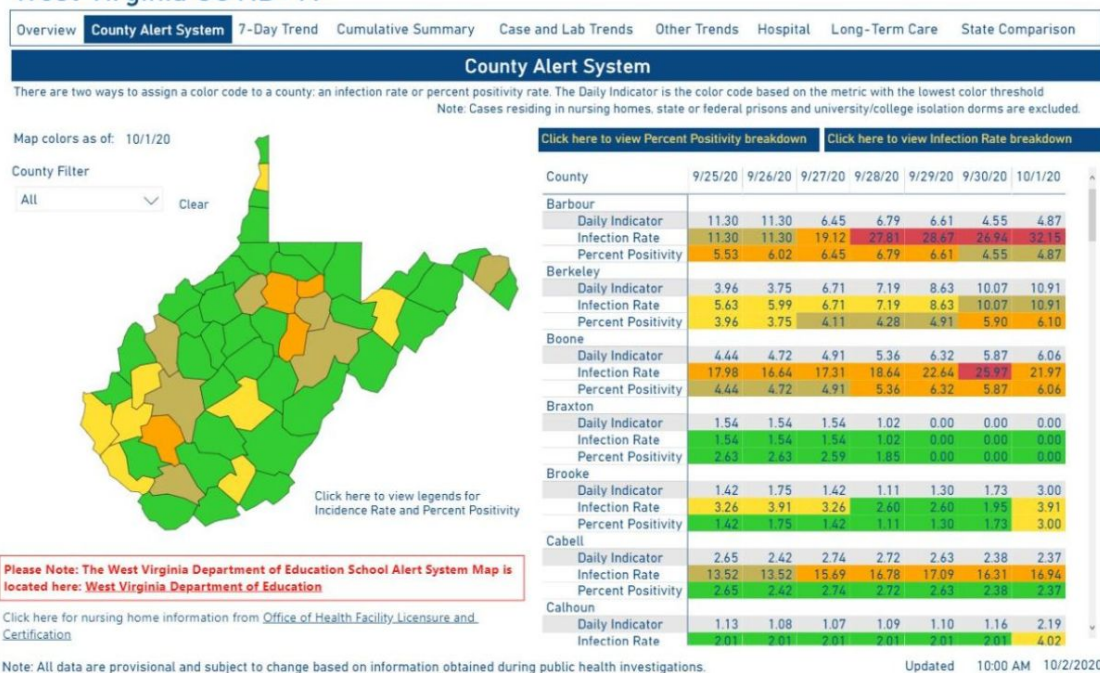 Overview County Alert System 7-Day Trend Cumulative Summary Case and Lab Trends Other Trends Hospital Long-Term Care State Comparison
County Alert System
There are two ways to assign a color code to a county: an infection rate or percent positivity rate. The Daily Indicator is the color code based on the metric with the lowest color threshold
Note: Cases residing in nursing homes, state or federal prisons and university/college isolation dorms are excluded.
Map colors as of: 10/1/20
County Filter
All
Clear
Click here to view legends for
Incidence Rate and Percent Positivity
Please Note: The West Virginia Department of Education School Alert System Map is
located here: West Virginia Department of Education
Click here for nursing home information from Office of Health Facility Licensure and
Certification
Click here to view Percent Positivity breakdown Click here to view Infection Rate breakdown
County 9/25/20 9/26/20 9/27/20 9/28/20 9/29/20 9/30/20 10/1/20
Barbour
Daily Indicator 11.30 11.30 6.45 6.79 6.61 4.55 4.87
Infection Rate 11.30 11.30 19.12 27.81 28.67 26.94 32.15
Percent Positivity 5.53 6.02 6.45 6.79 6.61 4.55 4.87
Berkeley
Daily Indicator 3.96 3.75 6.71 7.19 8.63 10.07 10.91
Infection Rate 5.63 5.99 6.71 7.19 8.63 10.07 10.91
Percent Positivity 3.96 3.75 4.11 4.28 4.91 5.90 6.10
Boone
Daily Indicator 4.44 4.72 4.91 5.36 6.32 5.87 6.06
Infection Rate 17.98 16.64 17.31 18.64 22.64 25.97 21.97
Percent Positivity 4.44 4.72 4.91 5.36 6.32 5.87 6.06
Braxton
Daily Indicator 1.54 1.54 1.54 1.02 0.00 0.00 0.00
Infection Rate 1.54 1.54 1.54 1.02 0.00 0.00 0.00
Percent Positivity 2.63 2.63 2.59 1.85 0.00 0.00 0.00
Brooke
Daily Indicator 1.42 1.75 1.42 1.11 1.30 1.73 3.00
Infection Rate 3.26 3.91 3.26 2.60 2.60 1.95 3.91
Percent Positivity 1.42 1.75 1.42 1.11 1.30 1.73 3.00
Cabell
Daily Indicator 2.65 2.42 2.74 2.72 2.63 2.38 2.37
Infection Rate 13.52 13.52 15.69 16.78 17.09 16.31 16.94
Percent Positivity 2.65 2.42 2.74 2.72 2.63 2.38 2.37
Calhoun
Daily Indicator 1.13 1.08 1.07 1.09 1.10 1.16 2.19
Infection Rate 2.01 2.01 2.01 2.01 2.01 2.01 4.02
Note: All data are provisional and subject to change based on information obtained during public health investigations.
Updated 10:00 AM 10/2/2020